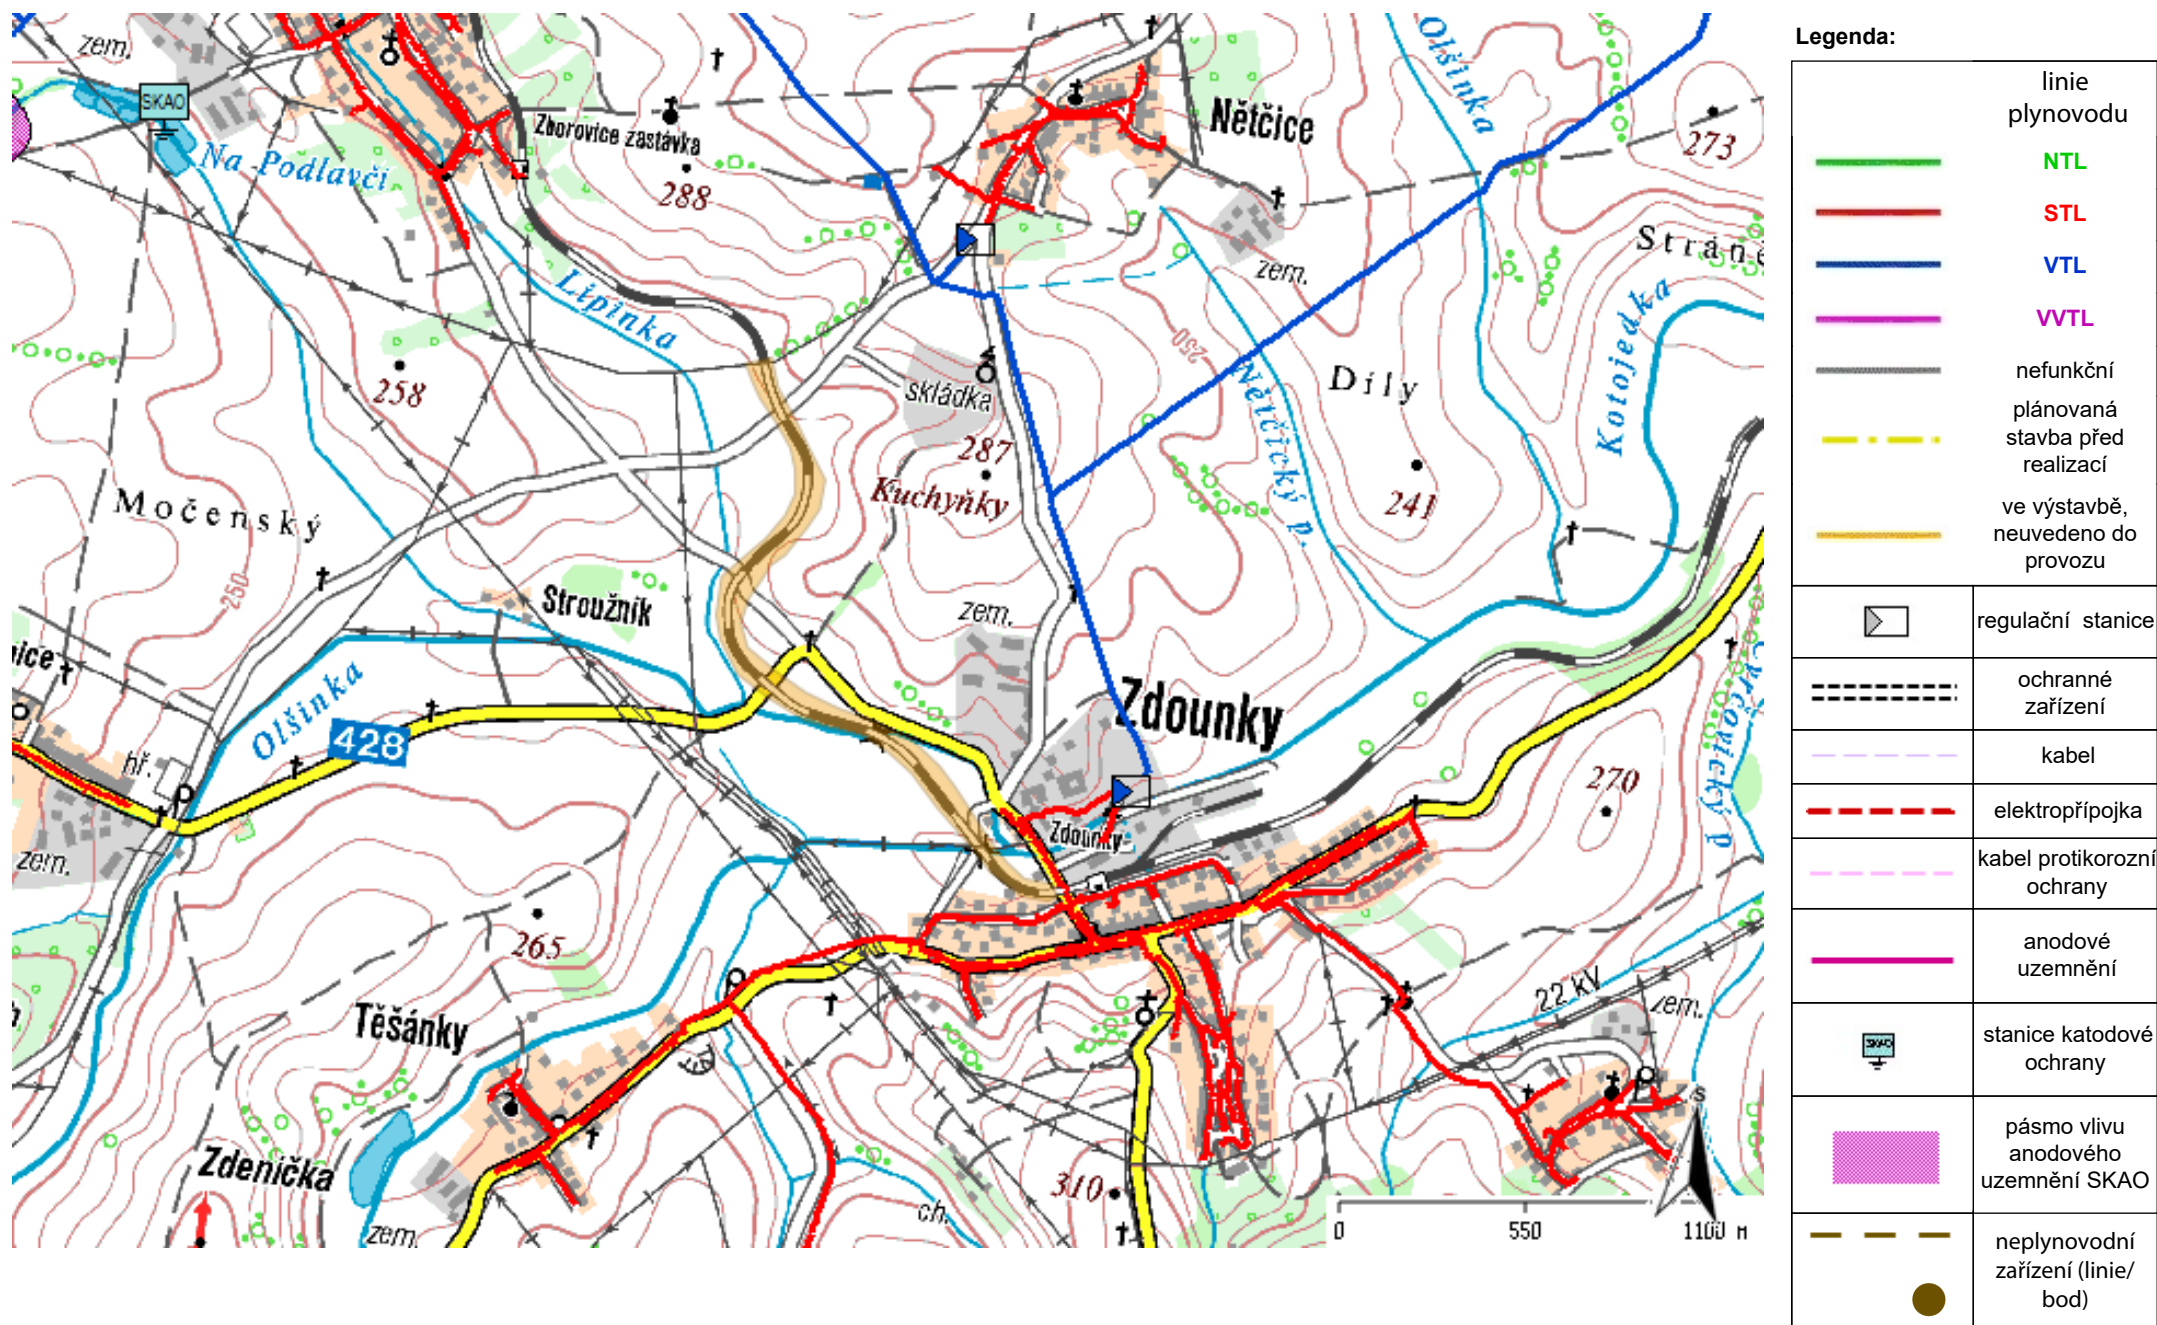 zem.
SKAO
Na Podlavčí
Zborovice zastávka
288
Nětčice
Olšinka
273
Stráně
zem.
Kotojedka
Lipinka
250
Díly
258
skládka
287
Kuchyňky
Nětčický p.
241
Močenský
250
Stroužník
zem.
nice
Olšinka
428
hř.
Zdounky
270
Zdounky
zem.
265
Těšánky
22 kV
zem.
Zdenička
zem.
310
ch.
S
0
550
1100 M
Legenda:
linie
plynovodu
NTL
STL
VTL
VVTL
nefunkční
plánovaná
stavba před
realizací
ve výstavbě,
neuvedeno do
provozu
regulační stanice
ochranné
zařízení
kabel
elektropřípojka
kabel protikorozní
ochrany
anodové
uzemnění
SKAO
stanice katodové
ochrany
pásmo vlivu
anodového
uzemnění SKAO
neplynovodní
zařízení (linie/
bod)